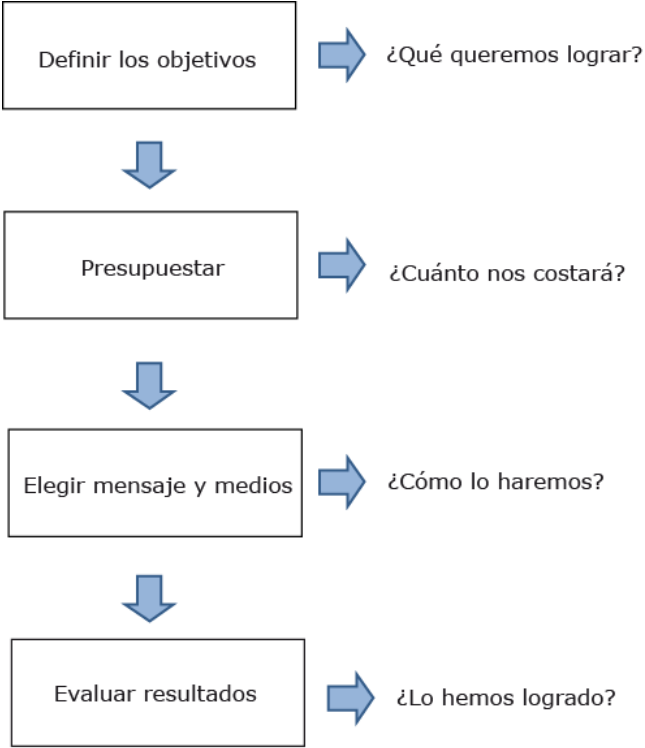 Definir los objetivos
¿Qué queremos lograr?
Presupuestar
¿Cuánto nos costará?
Elegir mensaje y medios
¿Cómo lo haremos?
Evaluar resultados
¿Lo hemos logrado?